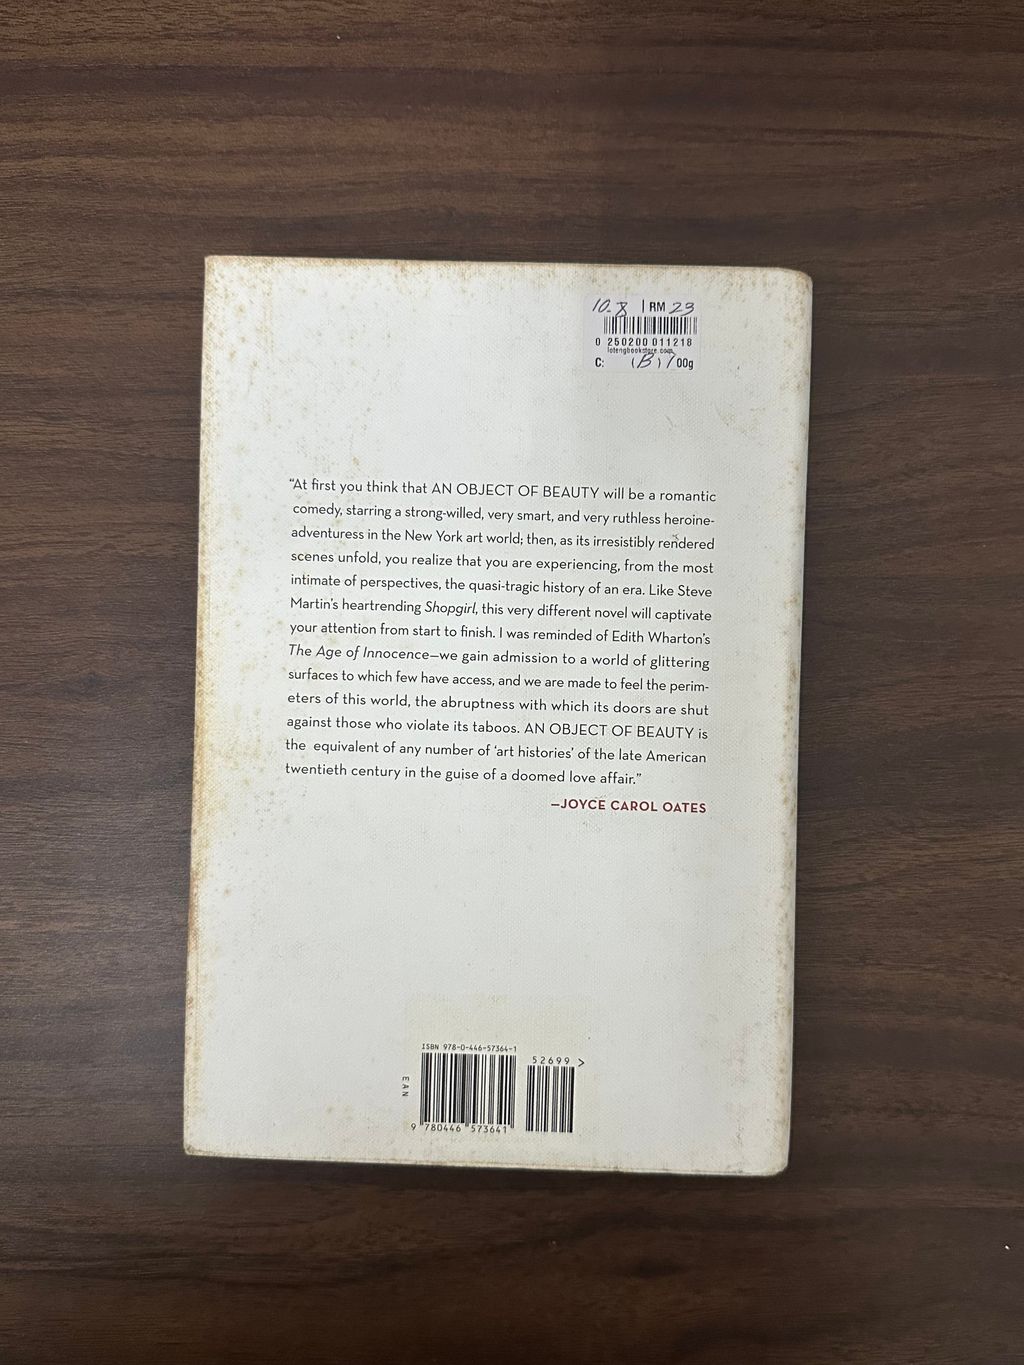 10-8 | RM 23
0 250200 011218
lotengbookstore.com
C: (B) 00g
“At first you think that AN OBJECT OF BEAUTY will be a romantic
comedy, starring a strong-willed, very smart, and very ruthless heroine-
adventuress in the New York art world; then, as its irresistibly rendered
scenes unfold, you realize that you are experiencing, from the most
intimate of perspectives, the quasi-tragic history of an era. Like Steve
Martin’s heartrending Shopgirl, this very different novel will captivate
your attention from start to finish. I was reminded of Edith Wharton’s
The Age of Innocence—we gain admission to a world of glittering
surfaces to which few have access, and we are made to feel the perim-
eters of this world, the abruptness with which its doors are shut
against those who violate its taboos. AN OBJECT OF BEAUTY is
the equivalent of any number of ‘art histories’ of the late American
twentieth century in the guise of a doomed love affair.”
—JOYCE CAROL OATES
ISBN 978-0-446-57364-1
52699 >
EAN
9 780446 573641